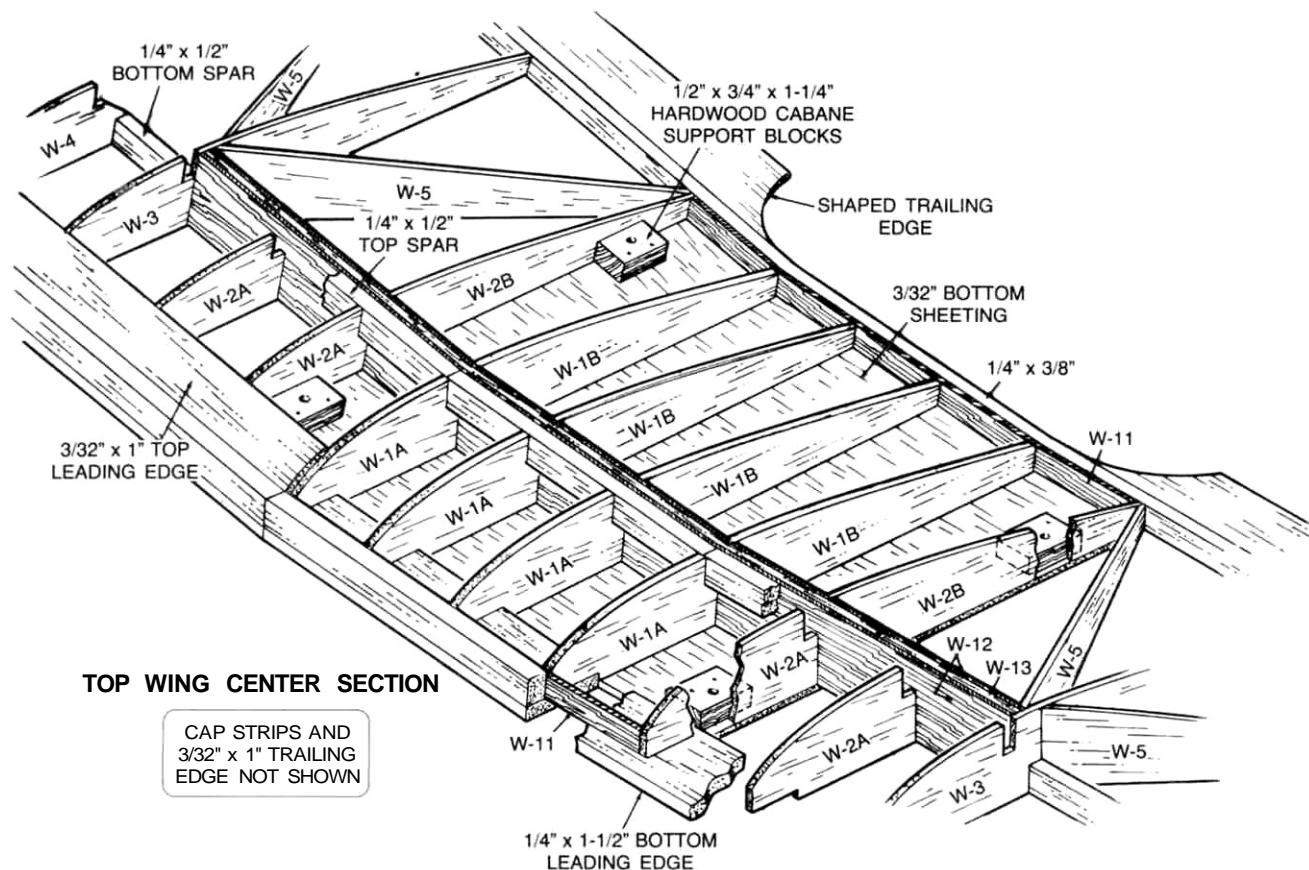 1/4" x 1/2"
BOTTOM SPAR
W-5
1/2" x 3/4" x 1-1/4"
HARDWOOD CABANE
SUPPORT BLOCKS
W-4
W-5
SHAPED TRAILING
EDGE
W-3
1/4" x 1/2"
TOP SPAR
W-2A
W-2B
3/32" BOTTOM
SHEETING
W-2A
W-1B
1/4" x 3/8"
W-1B
3/32" x 1" TOP
LEADING EDGE
W-1A
W-1B
W-11
W-1A
W-1B
W-1A
W-2B
W-1A
W-5
W-2A
W-12
W-13
TOP WING CENTER SECTION
CAP STRIPS AND
3/32" x 1" TRAILING
EDGE NOT SHOWN
W-11
W-2A
W-3
W-5
1/4" x 1-1/2" BOTTOM
LEADING EDGE